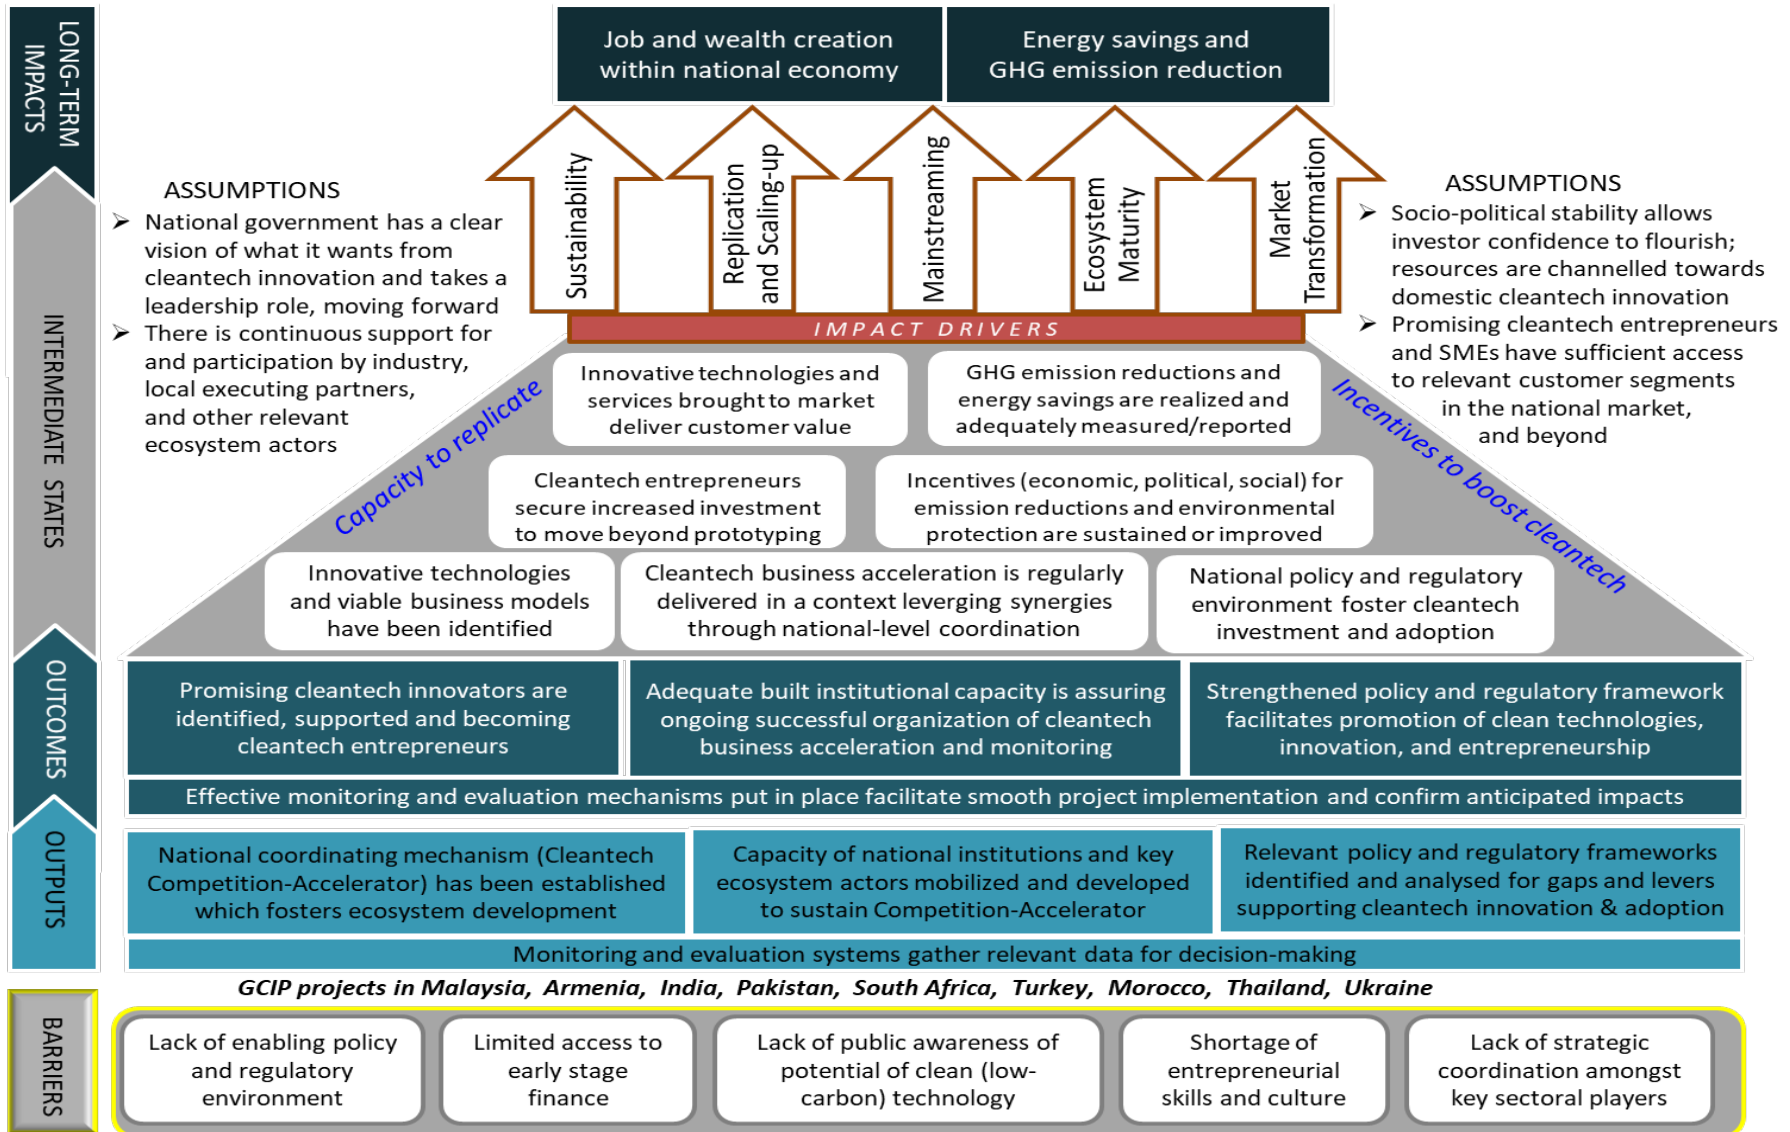 LONG-TERM
IMPACTS
Job and wealth creation
within national economy
Energy savings and
GHG emission reduction
Sustainability
Replication
and Scaling-up
Mainstreaming
Ecosystem
Maturity
Market
Transformation
IMPACT DRIVERS
ASSUMPTIONS
➢ National government has a clear
vision of what it wants from
cleantech innovation and takes a
leadership role, moving forward
➢ There is continuous support for
and participation by industry,
local executing partners,
and other relevant
ecosystem actors
ASSUMPTIONS
➢ Socio-political stability allows
investor confidence to flourish;
resources are channelled towards
domestic cleantech innovation
➢ Promising cleantech entrepreneurs
and SMEs have sufficient access
to relevant customer segments
in the national market,
and beyond
INTERMEDIATE STATES
Capacity to replicate
Incentives to boost cleantech
Innovative technologies and
services brought to market
deliver customer value
GHG emission reductions and
energy savings are realized and
adequately measured/reported
Cleantech entrepreneurs
secure increased investment
to move beyond prototyping
Incentives (economic, political, social) for
emission reductions and environmental
protection are sustained or improved
Innovative technologies
and viable business models
have been identified
Cleantech business acceleration is regularly
delivered in a context leverging synergies
through national-level coordination
National policy and regulatory
environment foster cleantech
investment and adoption
OUTCOMES
Promising cleantech innovators are
identified, supported and becoming
cleantech entrepreneurs
Adequate built institutional capacity is assuring
ongoing successful organization of cleantech
business acceleration and monitoring
Strengthened policy and regulatory framework
facilitates promotion of clean technologies,
innovation, and entrepreneurship
Effective monitoring and evaluation mechanisms put in place facilitate smooth project implementation and confirm anticipated impacts
OUTPUTS
National coordinating mechanism (Cleantech
Competition-Accelerator) has been established
which fosters ecosystem development
Capacity of national institutions and key
ecosystem actors mobilized and developed
to sustain Competition-Accelerator
Relevant policy and regulatory frameworks
identified and analysed for gaps and levers
supporting cleantech innovation & adoption
Monitoring and evaluation systems gather relevant data for decision-making
GCIP projects in Malaysia, Armenia, India, Pakistan, South Africa, Turkey, Morocco, Thailand, Ukraine
BARRIERS
Lack of enabling policy
and regulatory
environment
Limited access to
early stage
finance
Lack of public awareness of
potential of clean (low-
carbon) technology
Shortage of
entrepreneurial
skills and culture
Lack of strategic
coordination amongst
key sectoral players